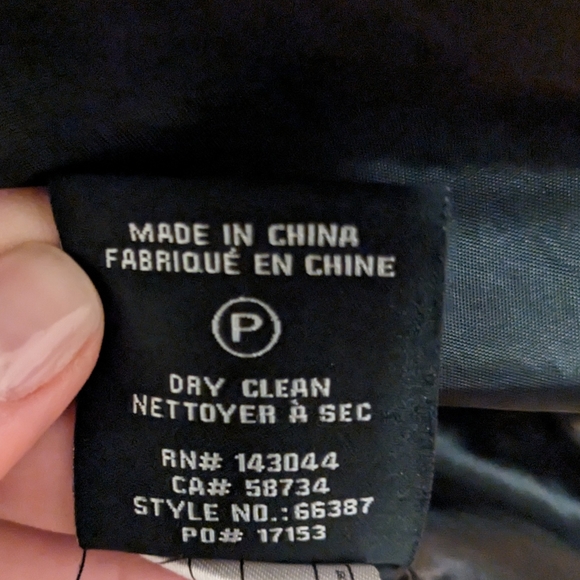 MADE IN CHINA
FABRIQUÉ EN CHINE
P
DRY CLEAN
NETTOYER À SEC
RN# 143044
CA# 58734
STYLE NO.:66387
PO# 17153